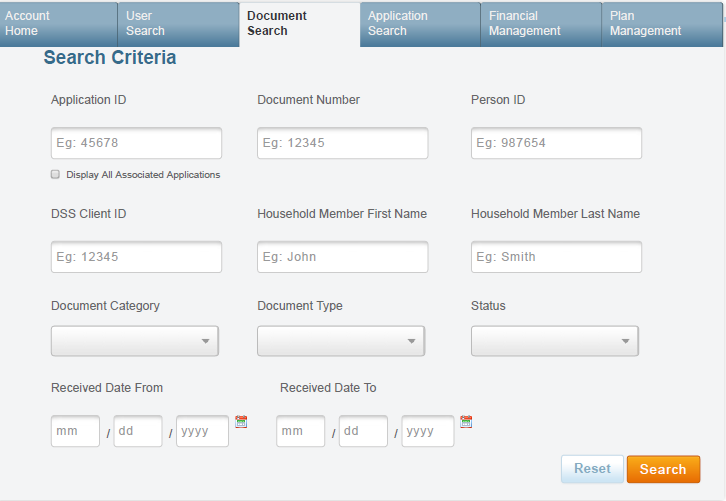 Account Home
User Search
Document Search
Application Search
Financial Management
Plan Management
Search Criteria
Application ID
Document Number
Person ID
Eg: 45678
Eg: 12345
Eg: 987654
Display All Associated Applications
DSS Client ID
Household Member First Name
Household Member Last Name
Eg: 12345
Eg: John
Eg: Smith
Document Category
Document Type
Status
Received Date From
Received Date To
mm / dd / yyyy
mm / dd / yyyy
Reset
Search